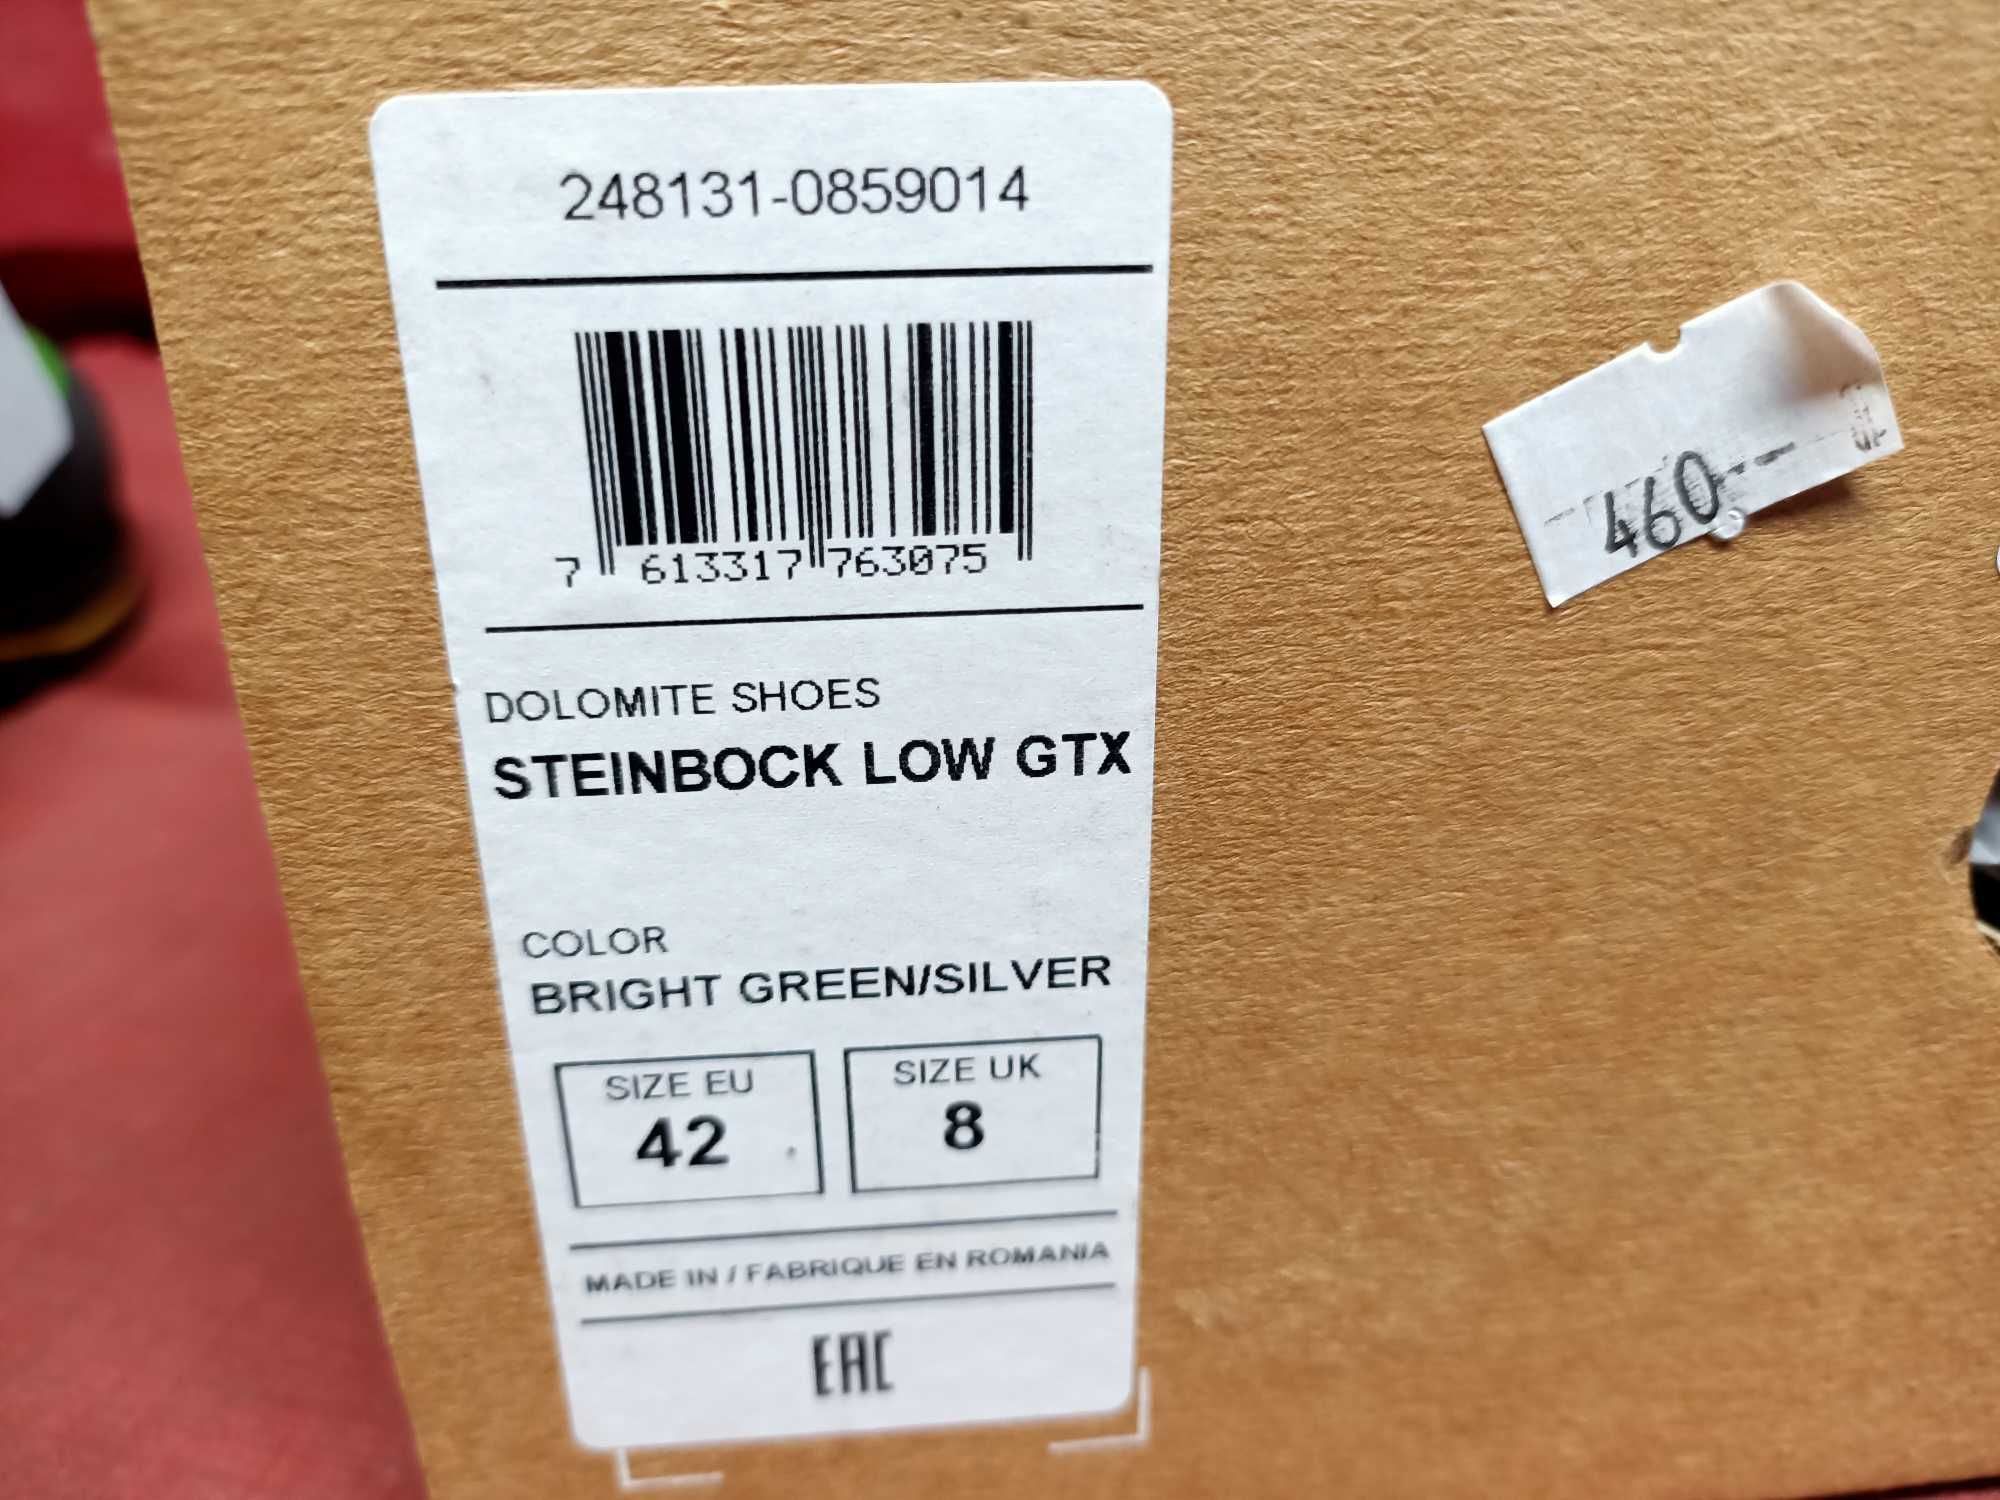 248131-0859014
7 613317 763075
DOLOMITE SHOES
STEINBOCK LOW GTX
COLOR
BRIGHT GREEN/SILVER
SIZE EU
42
SIZE UK
8
MADE IN / FABRIQUE EN ROMANIA
EAC
460